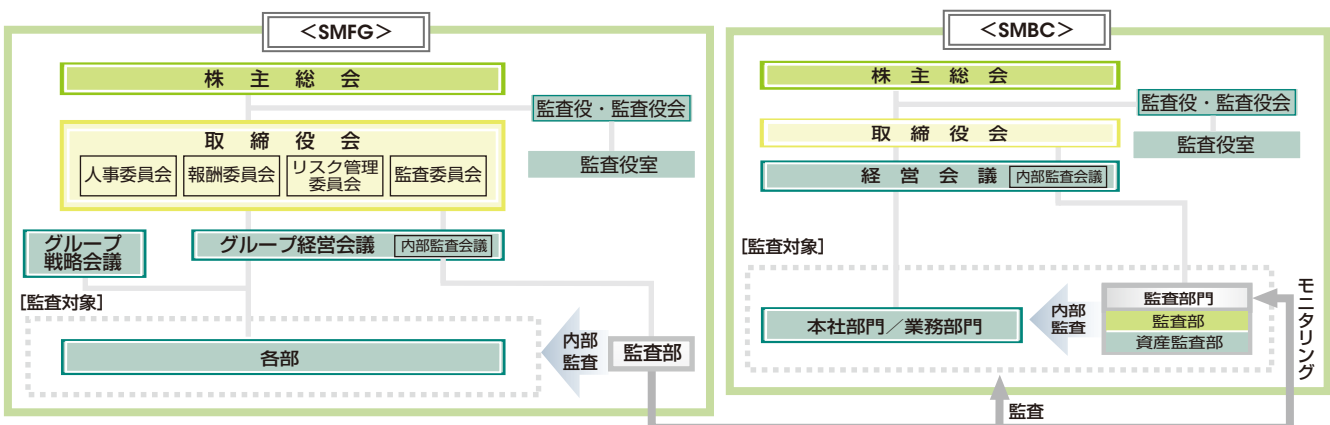 ＜SMFG＞
株主総会
監査役・監査役会
監査役室
取締役会
人事委員会
報酬委員会
リスク管理
委員会
監査委員会
グループ
戦略会議
グループ経営会議
内部監査会議
[監査対象]
各部
内部
監査
監査部
＜SMBC＞
株主総会
監査役・監査役会
監査役室
取締役会
経営会議
内部監査会議
[監査対象]
本社部門／業務部門
内部
監査
監査部門
監査部
資産監査部
モニタリング
監査